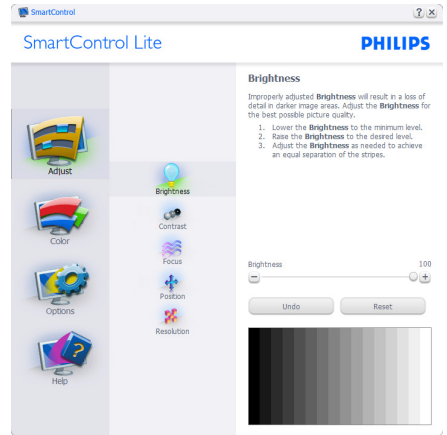 SmartControl
SmartControl Lite
PHILIPS
Adjust
Color
Options
Help
Brightness
Contrast
Focus
Position
Resolution
Brightness
Improperly adjusted Brightness will result in a loss of
detail in darker image areas. Adjust the Brightness for
the best possible picture quality.
1. Lower the Brightness to the minimum level.
2. Raise the Brightness to the desired level.
3. Adjust the Brightness as needed to achieve
an equal separation of the stripes.
Brightness 100
Undo Reset